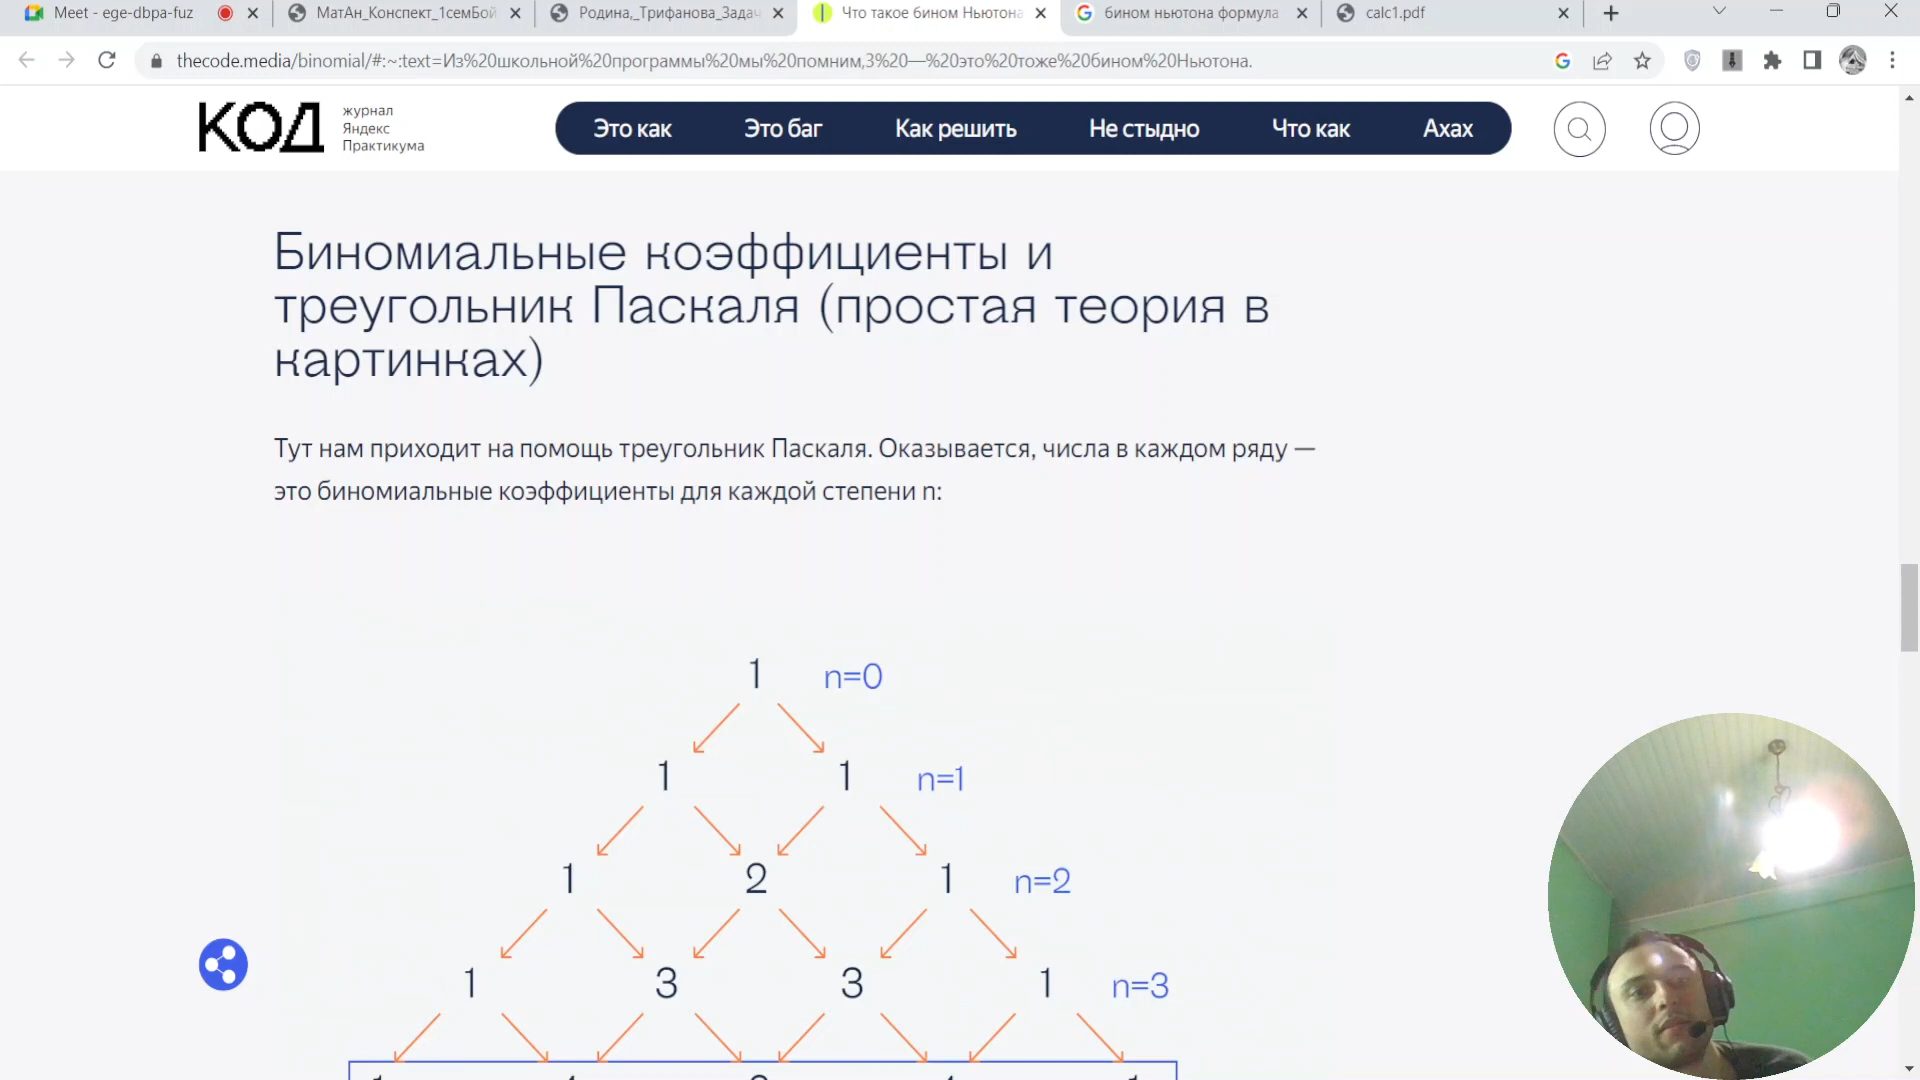 Meet - ege-dbpa-fuz
МатАн_Конспект_1семБой
Родина,_Трифанова_Задач
Что такое бином Ньютона
бином ньютона формула
calc1.pdf
thecode.media/binomial/#:~:text=Из%20школьной%20программы%20мы%20помним,3%20—%20это%20тоже%20бином%20Ньютона.
КОД
журнал
Яндекс
Практикума
Это как Это баг Как решить Не стыдно Что как Ахах
Биномиальные коэффициенты и
треугольник Паскаля (простая теория в
картинках)
Тут нам приходит на помощь треугольник Паскаля. Оказывается, числа в каждом ряду —
это биномиальные коэффициенты для каждой степени n:
1 n=0
1 1 n=1
1 2 1 n=2
1 3 3 1 n=3